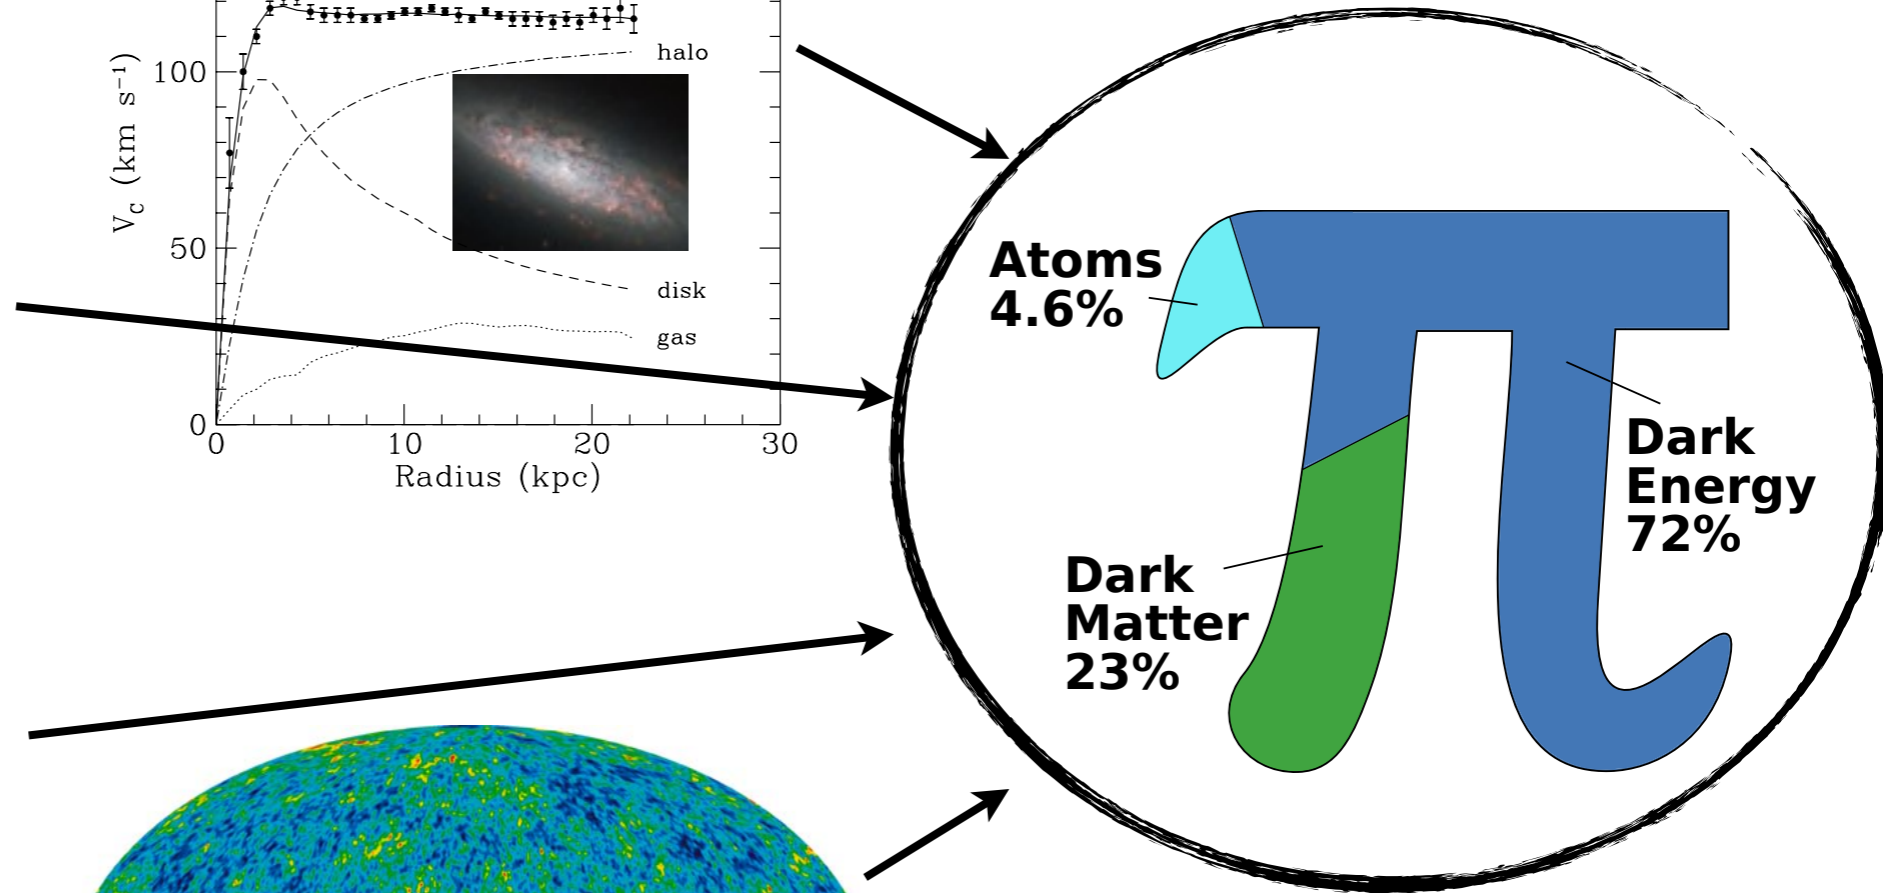 halo
100
V_C (km s⁻¹)
50
disk
gas
0
0 10 20 30
Radius (kpc)
Atoms
4.6%
Dark
Energy
72%
Dark
Matter
23%